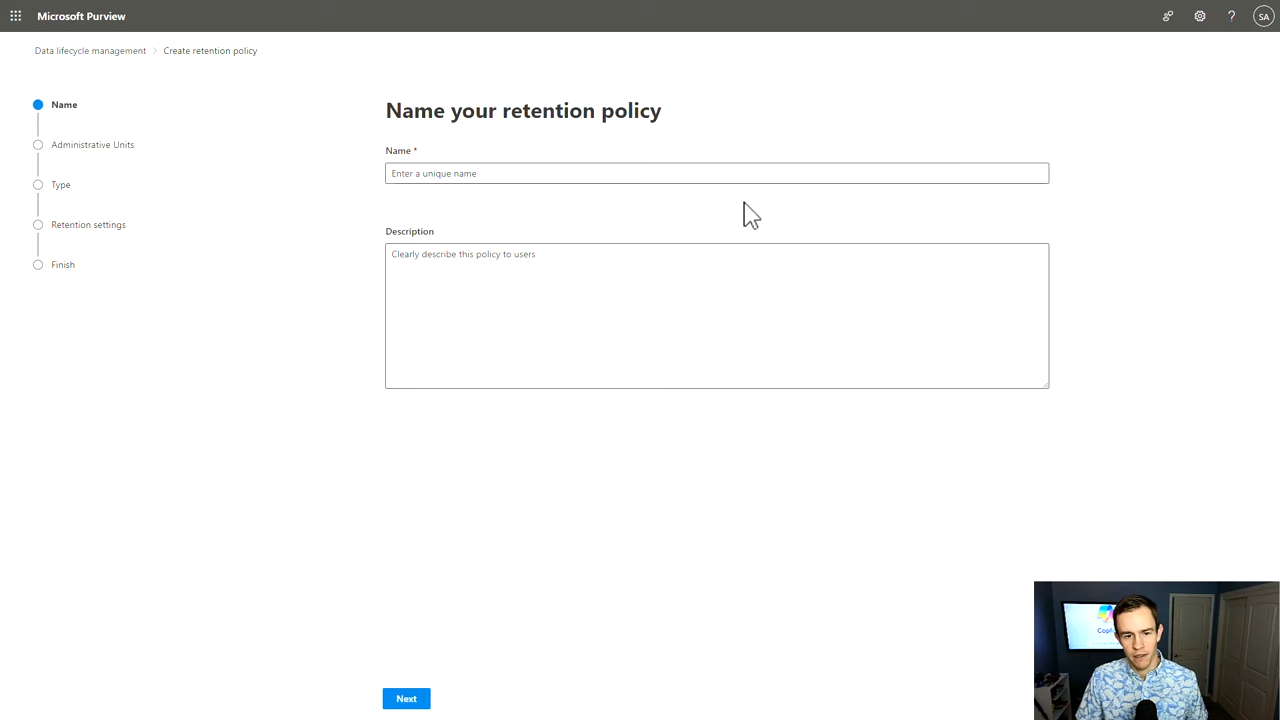 Microsoft Purview
?
SA
Data lifecycle management > Create retention policy
Name
Administrative Units
Type
Retention settings
Finish
Name your retention policy
Name *
Enter a unique name
Description
Clearly describe this policy to users
Next